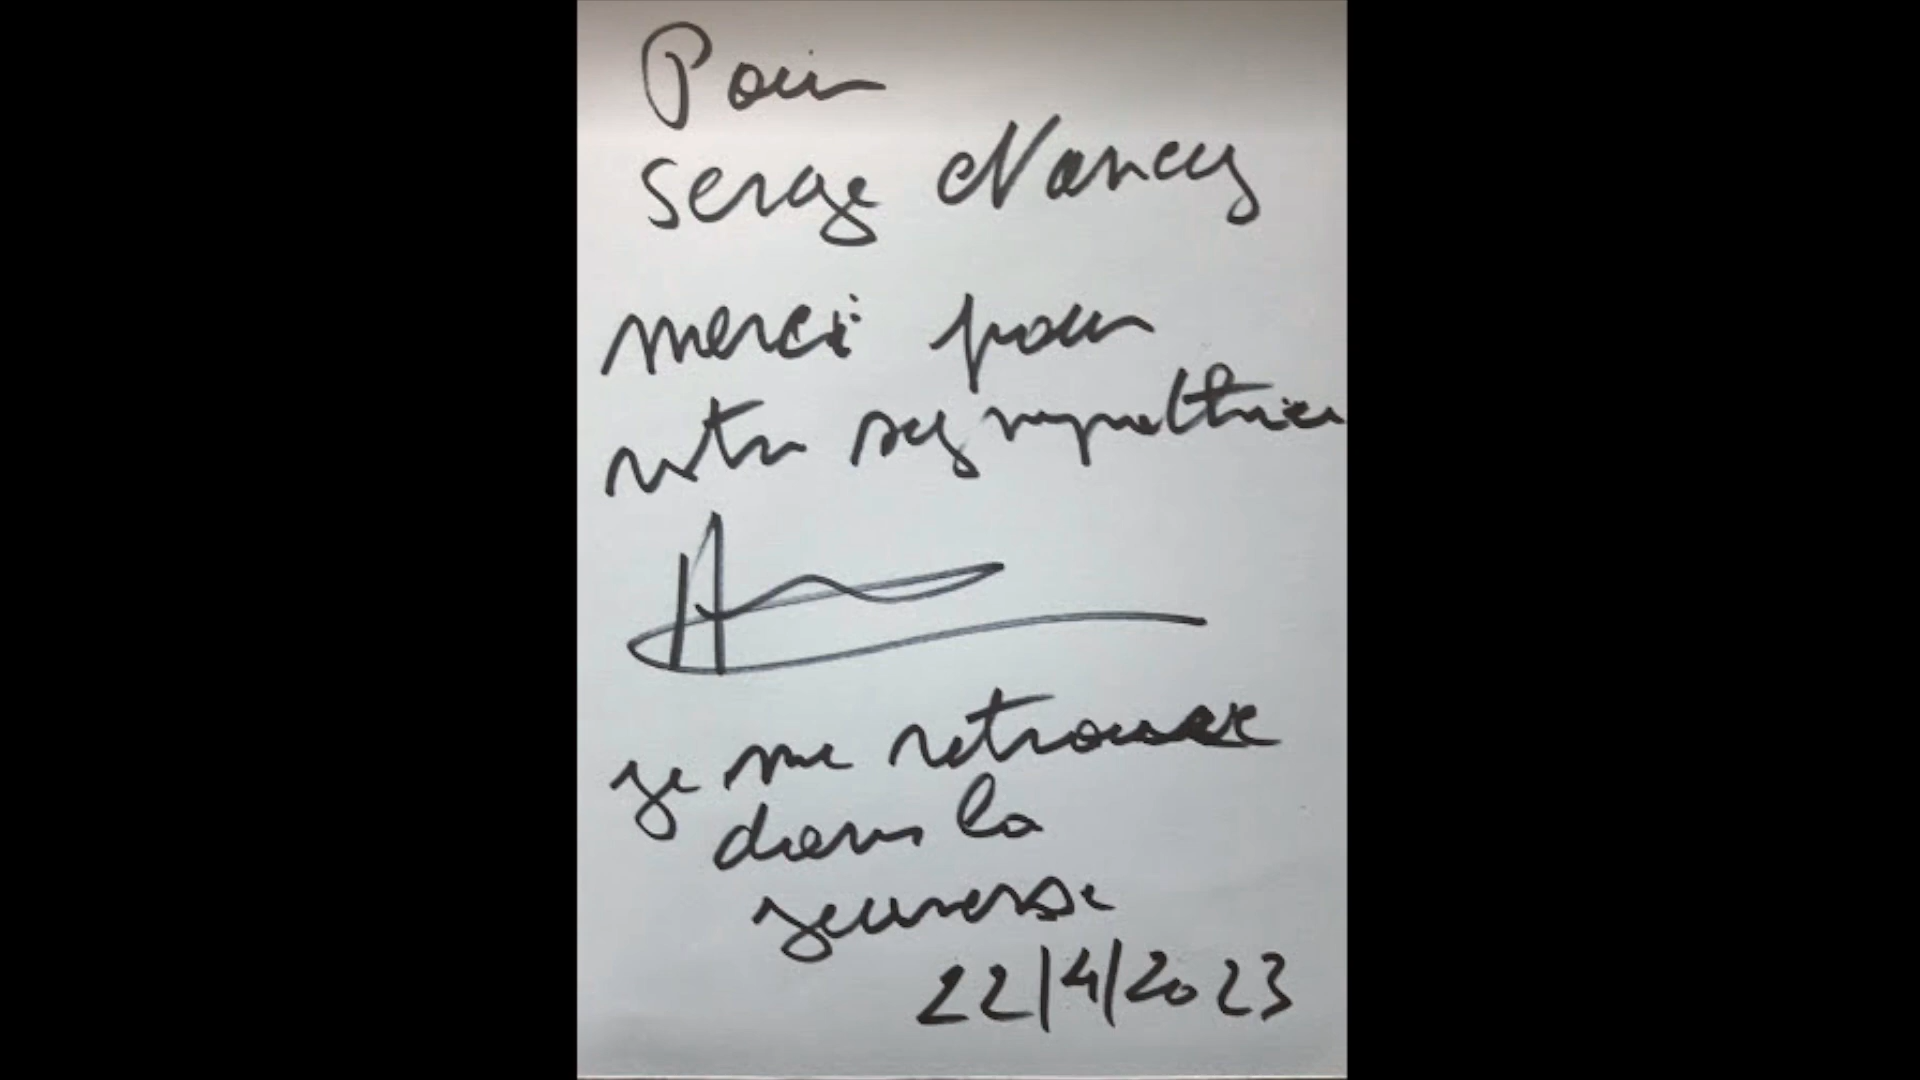 Pour
Serge Nancy
merci pour
votre sympathie
je me retrouve
dans la
jeunesse
22/4/2023